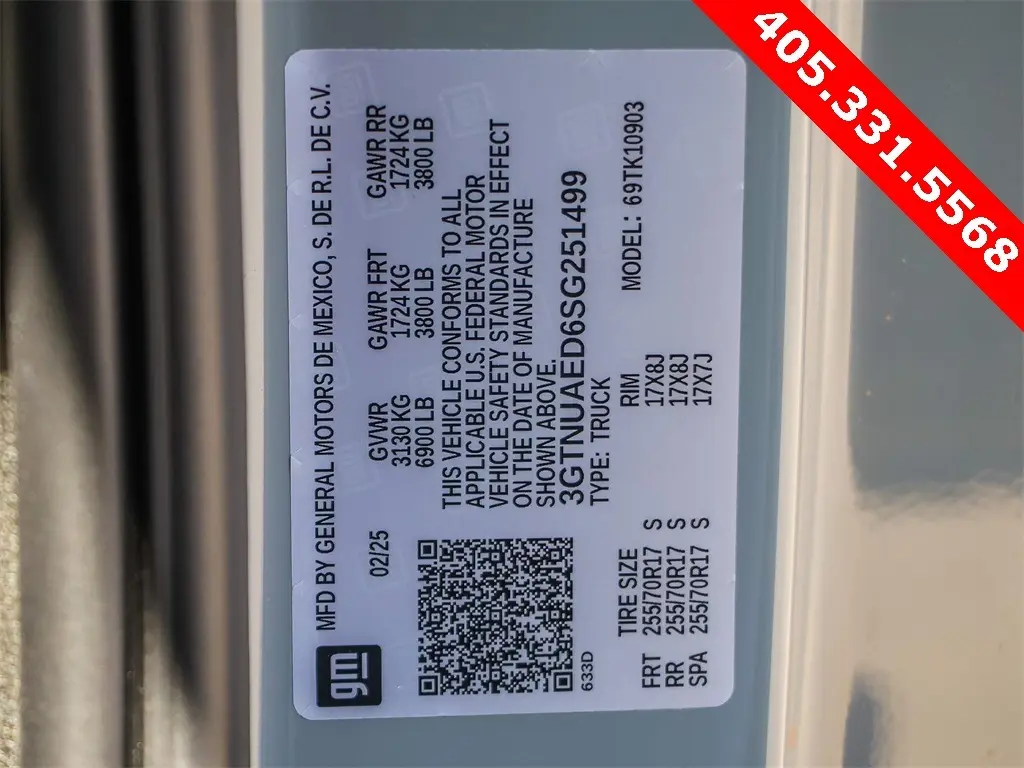 gm
MFD BY GENERAL MOTORS DE MEXICO, S. DE R.L. DE C.V.
02/25 GVWR GAWR FRT GAWR RR
3130 KG 1724 KG 1724 KG
6900 LB 3800 LB 3800 LB
THIS VEHICLE CONFORMS TO ALL
APPLICABLE U.S. FEDERAL MOTOR
VEHICLE SAFETY STANDARDS IN EFFECT
ON THE DATE OF MANUFACTURE
SHOWN ABOVE.
3GTNUAED6SG251499
TYPE: TRUCK
633D
MODEL: 69TK10903
TIRE SIZE RIM
FRT 255/70R17 S 17X8J
RR 255/70R17 S 17X8J
SPA 255/70R17 S 17X7J
405.331.5568